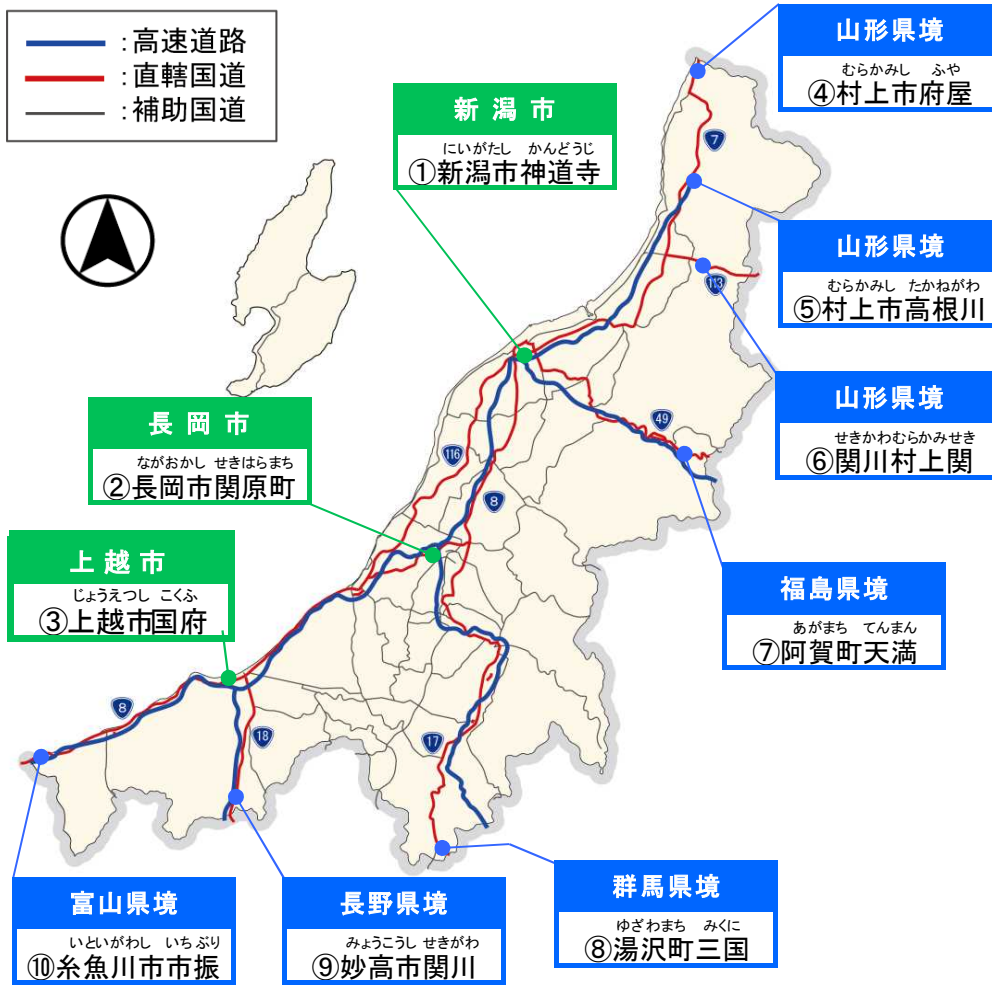 :高速道路
:直轄国道
:補助国道
山形県境
むらかみし ふや
④村上市府屋
新潟市
にいがたし かんどうじ
①新潟市神道寺
7
山形県境
むらかみし たかねがわ
⑤村上市高根川
113
山形県境
せきかわむらかみせき
⑥関川村上関
長岡市
ながおかし せきはらまち
②長岡市関原町
49
116
8
上越市
じょうえつし こくふ
③上越市国府
福島県境
あがまち てんまん
⑦阿賀町天満
8
18
17
富山県境
いといがわし いちぶり
⑩糸魚川市市振
長野県境
みょうこうし せきがわ
⑨妙高市関川
群馬県境
ゆざわまち みくに
⑧湯沢町三国